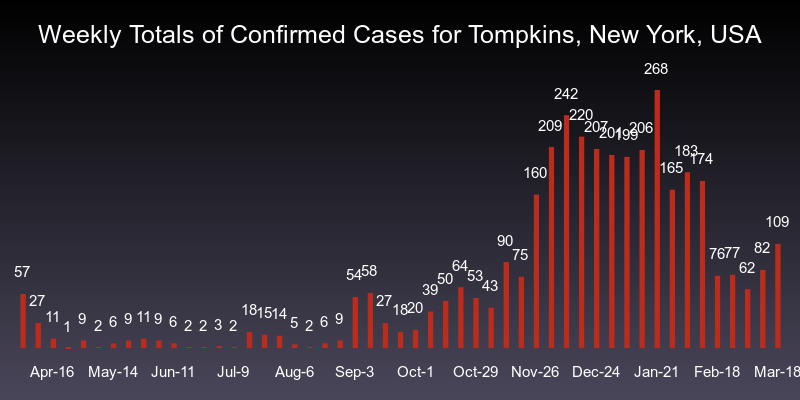 Weekly Totals of Confirmed Cases for Tompkins, New York, USA
57 27 11 1 9 2 6 9 11 9 6 2 2 3 2 18 15 14 5 2 6 9 54 58 27 18 20 39 50 64 53 43 90 75 160 209 242 220 207 201 199 206 268 165 183 174 76 77 62 82 109
Apr-16 May-14 Jun-11 Jul-9 Aug-6 Sep-3 Oct-1 Oct-29 Nov-26 Dec-24 Jan-21 Feb-18 Mar-18